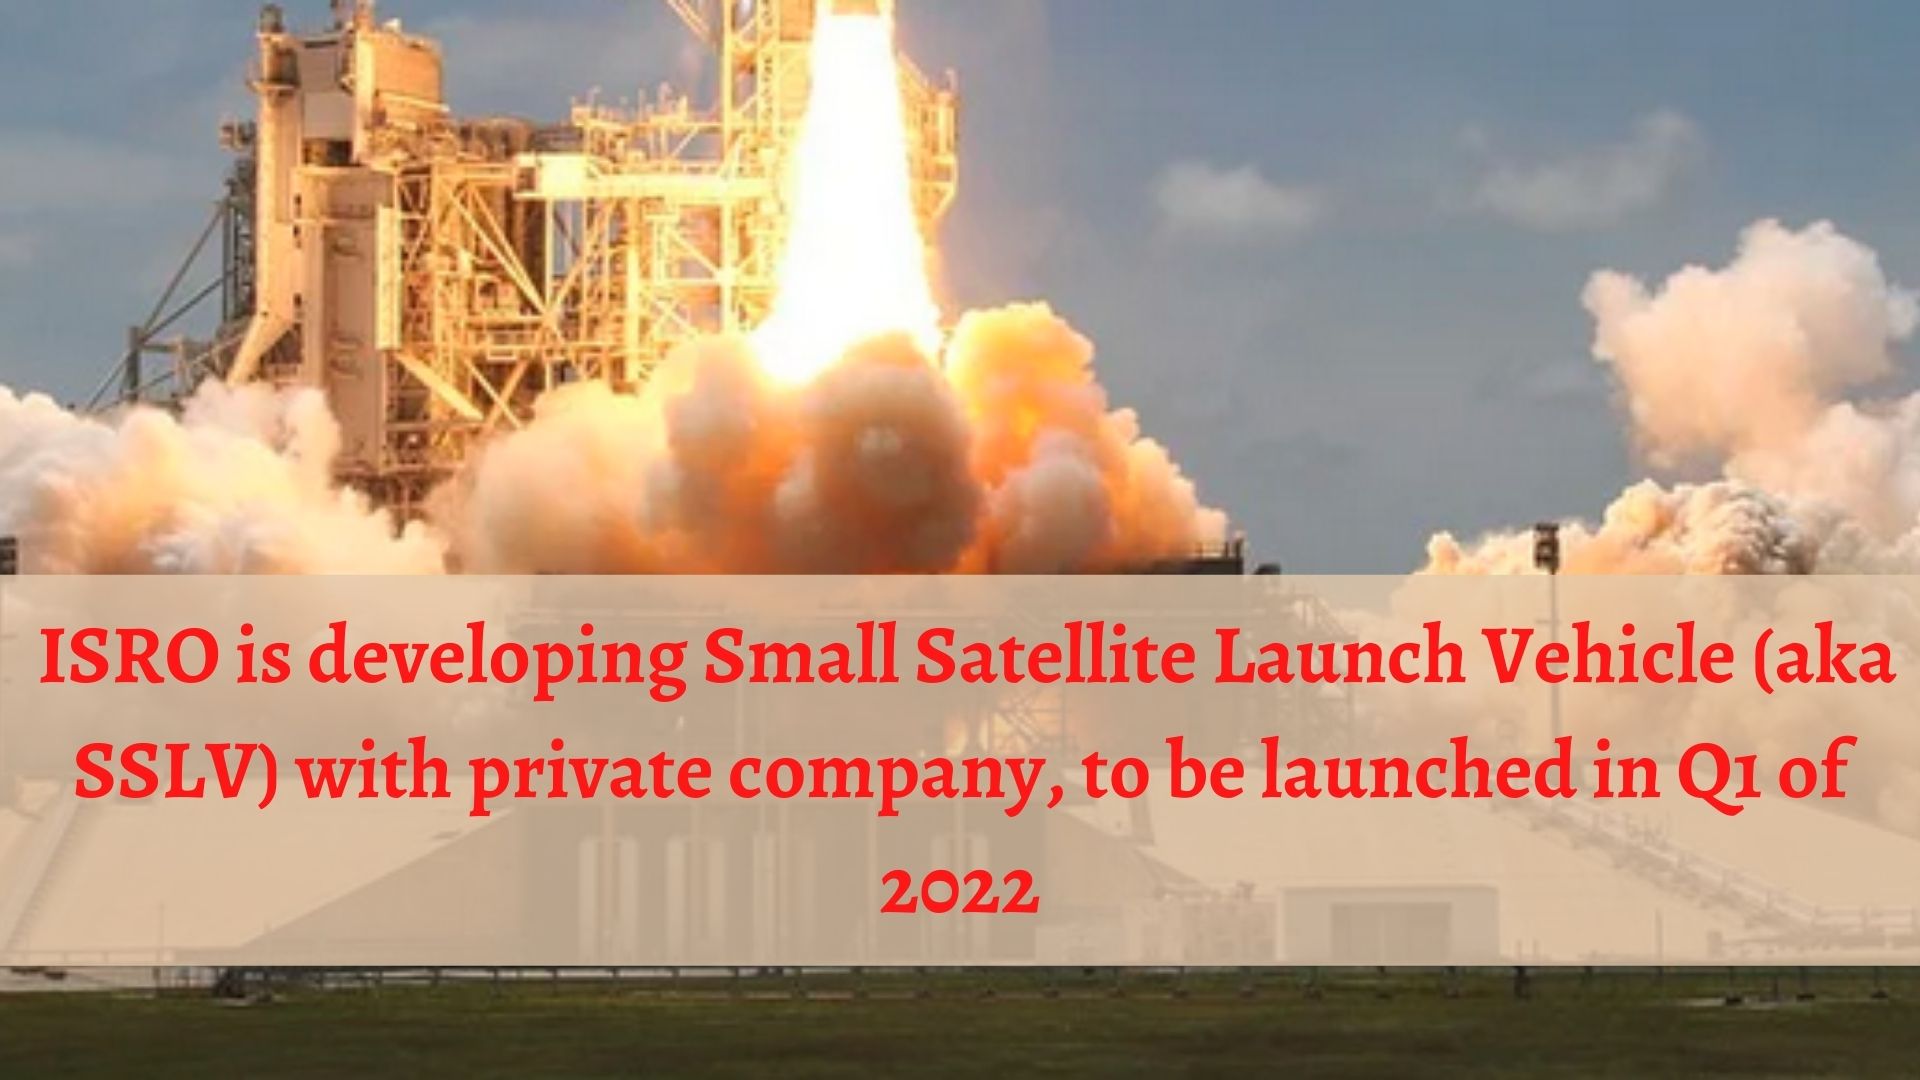 ISRO is developing Small Satellite Launch Vehicle (aka
SSLV) with private company, to be launched in Q1 of
2022